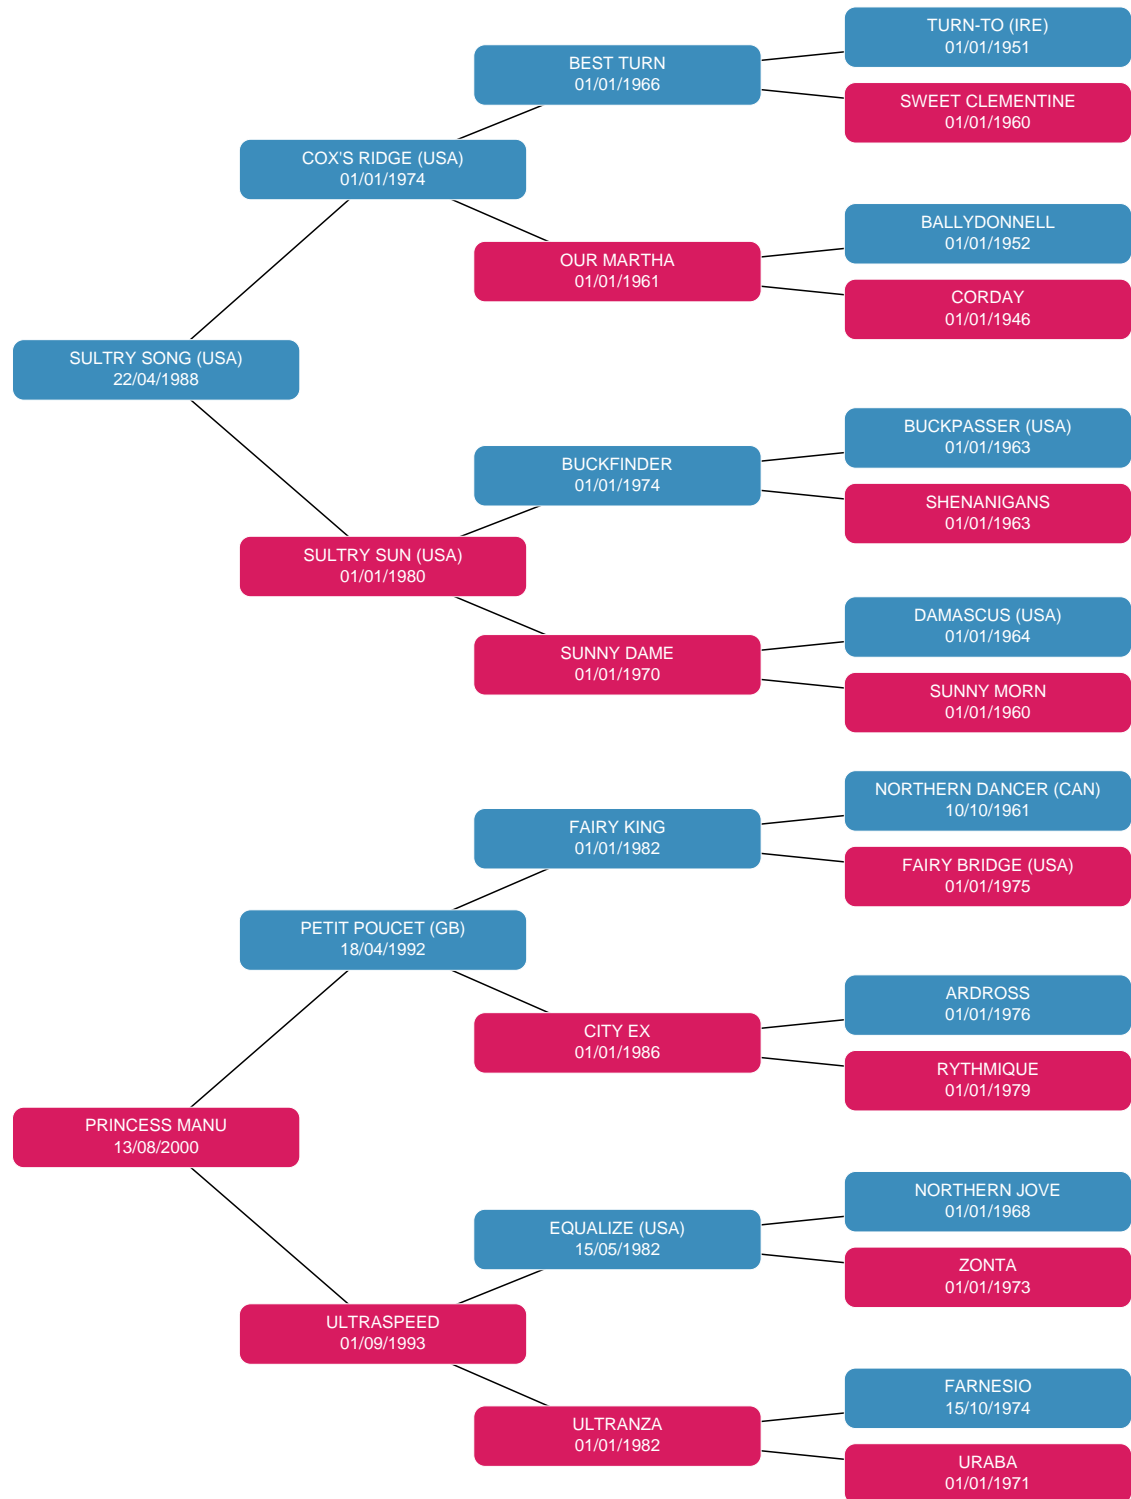 TURN-TO (IRE)
01/01/1951
BEST TURN
01/01/1966
SWEET CLEMENTINE
01/01/1960
COX'S RIDGE (USA)
01/01/1974
BALLYDONNELL
01/01/1952
OUR MARTHA
01/01/1961
CORDAY
01/01/1946
SULTRY SONG (USA)
22/04/1988
BUCKPASSER (USA)
01/01/1963
BUCKFINDER
01/01/1974
SHENANIGANS
01/01/1963
SULTRY SUN (USA)
01/01/1980
DAMASCUS (USA)
01/01/1964
SUNNY DAME
01/01/1970
SUNNY MORN
01/01/1960
NORTHERN DANCER (CAN)
10/10/1961
FAIRY KING
01/01/1982
FAIRY BRIDGE (USA)
01/01/1975
PETIT POUCET (GB)
18/04/1992
ARDROSS
01/01/1976
CITY EX
01/01/1986
RYTHMIQUE
01/01/1979
PRINCESS MANU
13/08/2000
NORTHERN JOVE
01/01/1968
EQUALIZE (USA)
15/05/1982
ZONTA
01/01/1973
ULTRASPEED
01/09/1993
FARNESIO
15/10/1974
ULTRANZA
01/01/1982
URABA
01/01/1971